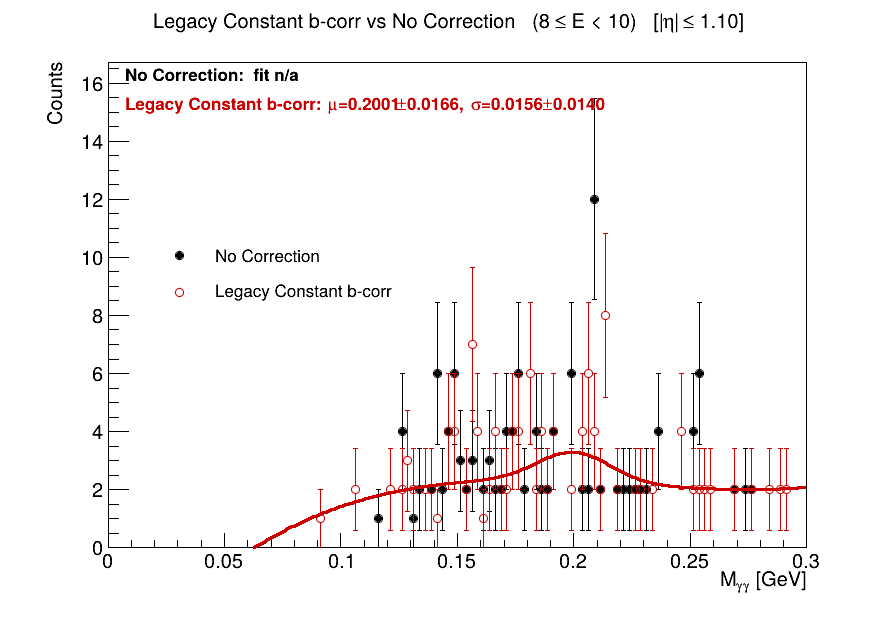 Legacy Constant b-corr vs No Correction (8 ≤ E < 10) [|η| ≤ 1.10]
Counts
No Correction: fit n/a
Legacy Constant b-corr: μ=0.2001±0.0166, σ=0.0156±0.0140
No Correction
Legacy Constant b-corr
16
14
12
10
8
6
4
2
0
0 0.05 0.1 0.15 0.2 0.25 0.3
Mγγ [GeV]